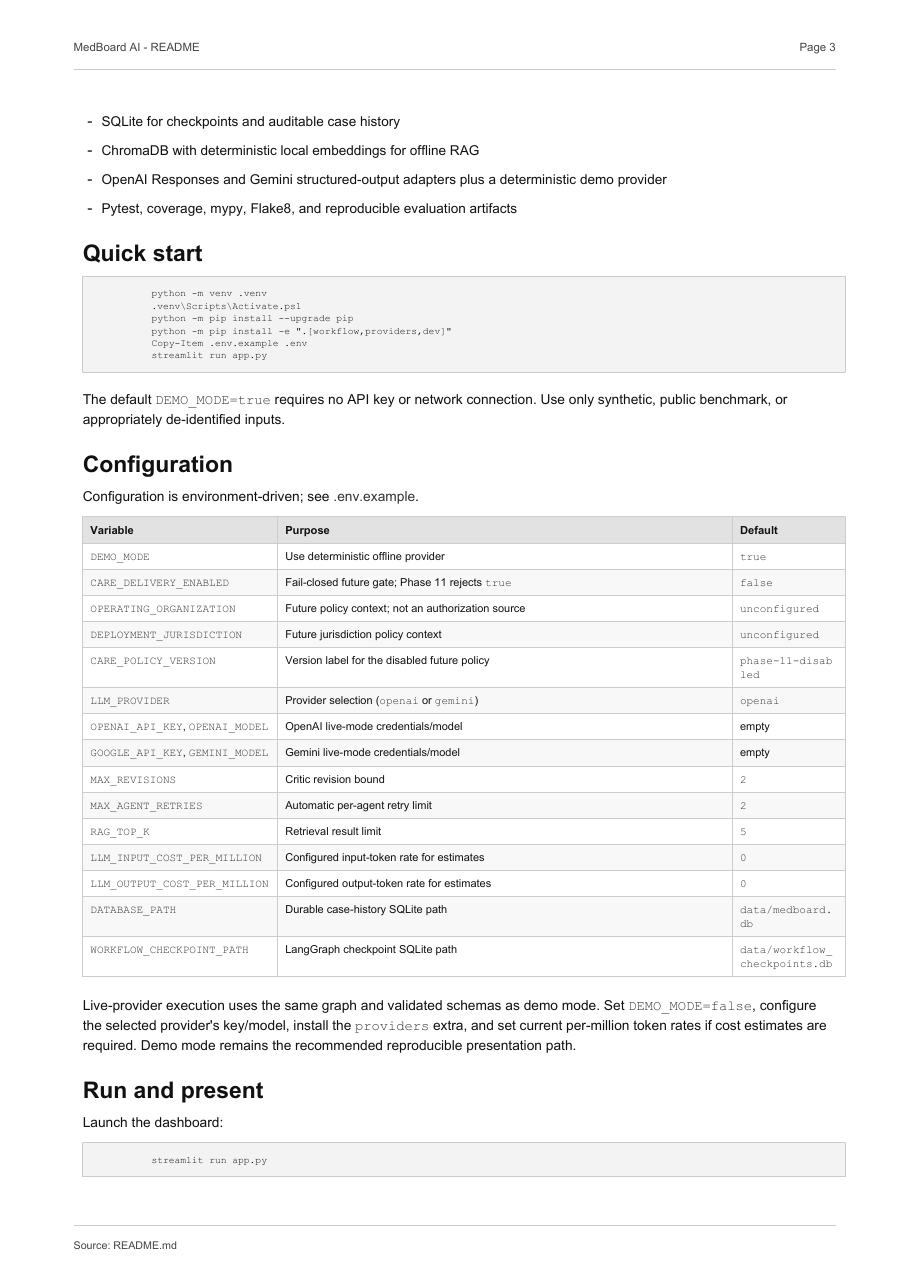 MedBoard AI - README
Page 3
- SQLite for checkpoints and auditable case history
- ChromaDB with deterministic local embeddings for offline RAG
- OpenAI Responses and Gemini structured-output adapters plus a deterministic demo provider
- Pytest, coverage, mypy, Flake8, and reproducible evaluation artifacts
Quick start
python -m venv .venv
.venv\Scripts\Activate.ps1
python -m pip install --upgrade pip
python -m pip install -e ".[workflow,providers,dev]"
Copy-Item .env.example .env
streamlit run app.py
The default DEMO_MODE=true requires no API key or network connection. Use only synthetic, public benchmark, or
appropriately de-identified inputs.
Configuration
Configuration is environment-driven; see .env.example.
Variable Purpose Default
DEMO_MODE Use deterministic offline provider true
CARE_DELIVERY_ENABLED Fail-closed future gate; Phase 11 rejects true false
OPERATING_ORGANIZATION Future policy context; not an authorization source unconfigured
DEPLOYMENT_JURISDICTION Future jurisdiction policy context unconfigured
CARE_POLICY_VERSION Version label for the disabled future policy phase-11-disab
led
LLM_PROVIDER Provider selection (openai or gemini) openai
OPENAI_API_KEY, OPENAI_MODEL OpenAI live-mode credentials/model empty
GOOGLE_API_KEY, GEMINI_MODEL Gemini live-mode credentials/model empty
MAX_REVISIONS Critic revision bound 2
MAX_AGENT_RETRIES Automatic per-agent retry limit 2
RAG_TOP_K Retrieval result limit 5
LLM_INPUT_COST_PER_MILLION Configured input-token rate for estimates 0
LLM_OUTPUT_COST_PER_MILLION Configured output-token rate for estimates 0
DATABASE_PATH Durable case-history SQLite path data/medboard.
db
WORKFLOW_CHECKPOINT_PATH LangGraph checkpoint SQLite path data/workflow_
checkpoints.db
Live-provider execution uses the same graph and validated schemas as demo mode. Set DEMO_MODE=false, configure
the selected provider's key/model, install the providers extra, and set current per-million token rates if cost estimates are
required. Demo mode remains the recommended reproducible presentation path.
Run and present
Launch the dashboard:
streamlit run app.py
Source: README.md